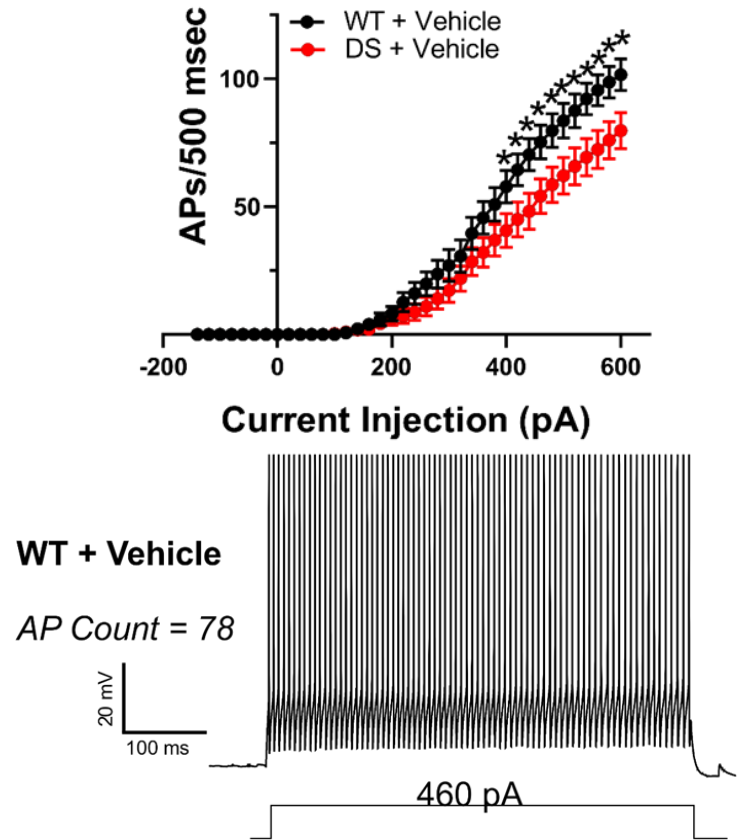 WT + Vehicle
DS + Vehicle
* * * * * * * * * * *
APs/500 msec
100
50
-200 0 200 400 600
Current Injection (pA)
WT + Vehicle
AP Count = 78
20 mV
100 ms
460 pA